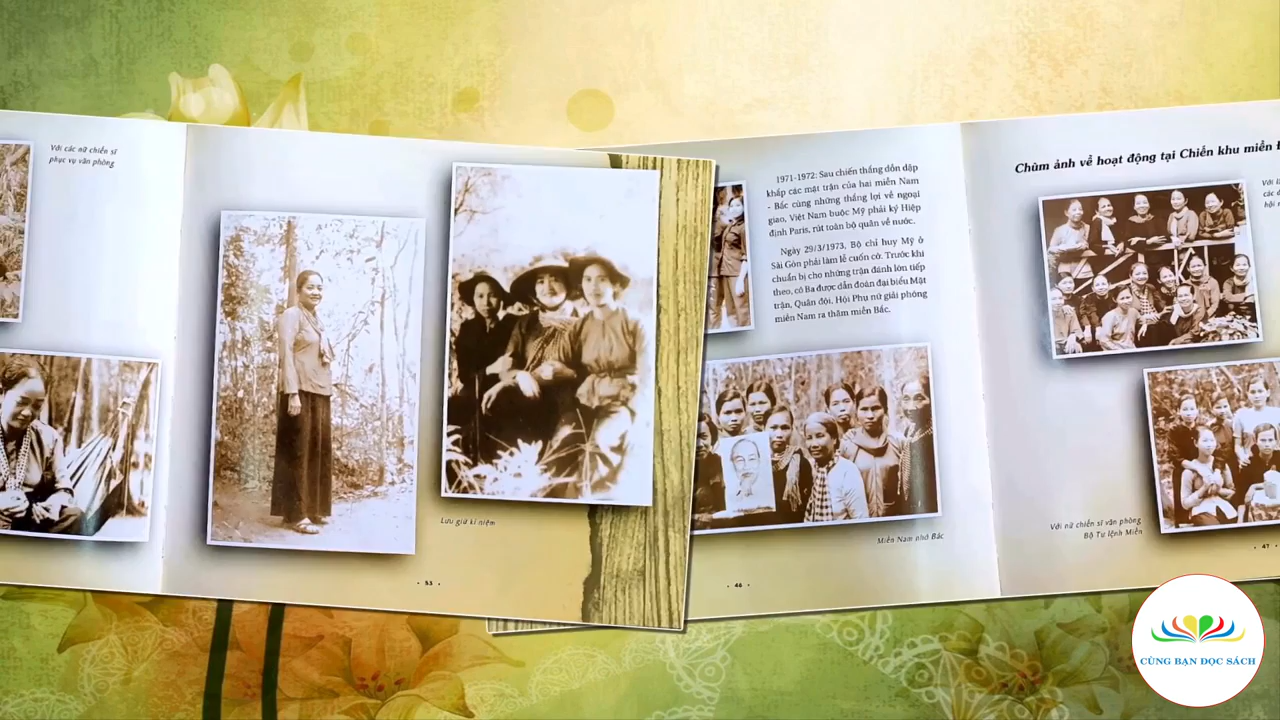 Với các nữ chiến sĩ
phục vụ văn phòng
Lưu giữ kỉ niệm
• 53 •
1971-1972: Sau chiến thắng dồn dập
khắp các mặt trận của hai miền Nam
- Bắc cùng những thắng lợi về ngoại
giao, Việt Nam buộc Mỹ phải ký Hiệp
định Paris, rút toàn bộ quân về nước.
Ngày 29/3/1973, Bộ chỉ huy Mỹ ở
Sài Gòn phải làm lễ cuốn cờ. Trước khi
chuẩn bị cho những trận đánh lớn tiếp
theo, cô Ba được dẫn đoàn đại biểu Mặt
trận, Quân đội, Hội Phụ nữ giải phóng
miền Nam ra thăm miền Bắc.
Miền Nam nhớ Bác
• 46 •
Chùm ảnh về hoạt động tại Chiến khu miền
Với
các
hội
Với nữ chiến sĩ văn phòng
Bộ Tư lệnh Miền
• 47 •
CÙNG BẠN ĐỌC SÁCH